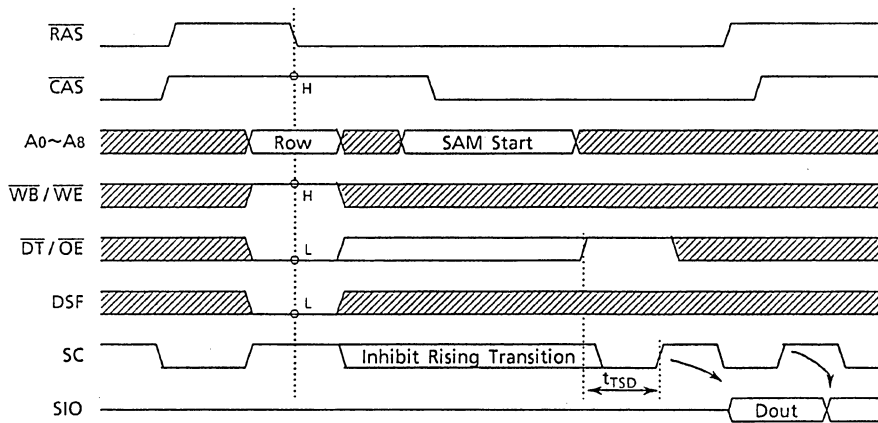 RAS
CAS H
A0~A8 Row SAM Start
WB / WE H
DT / OE L
DSF L
SC Inhibit Rising Transition
tTSD
SIO Dout